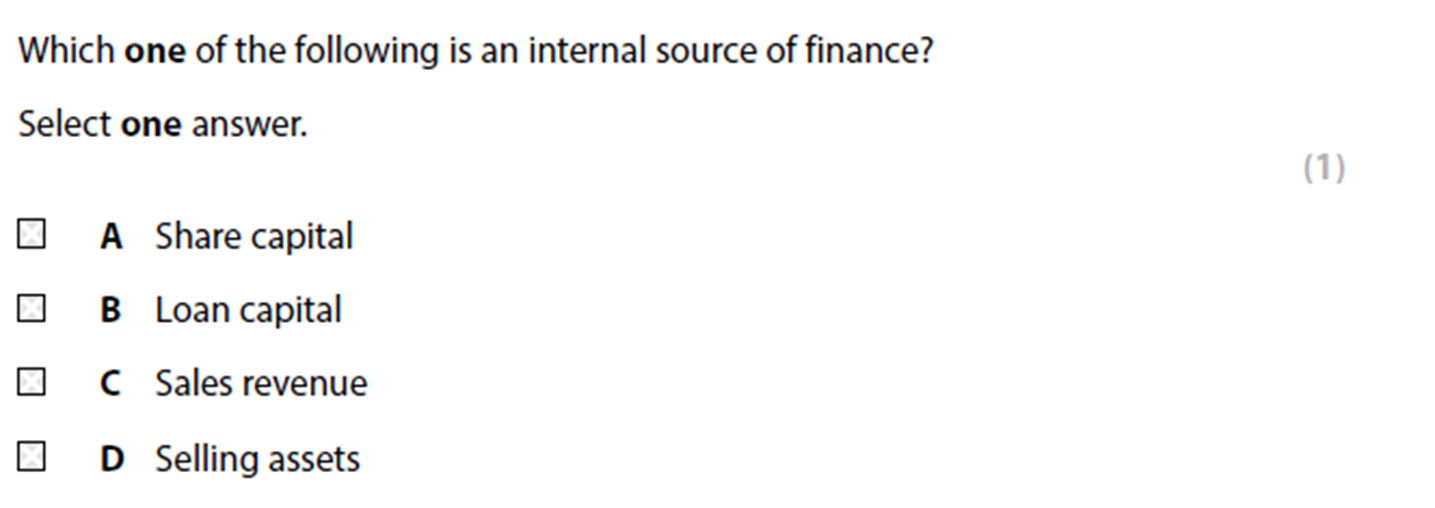 Which one of the following is an internal source of finance?
Select one answer.
(1)
A Share capital
B Loan capital
C Sales revenue
D Selling assets